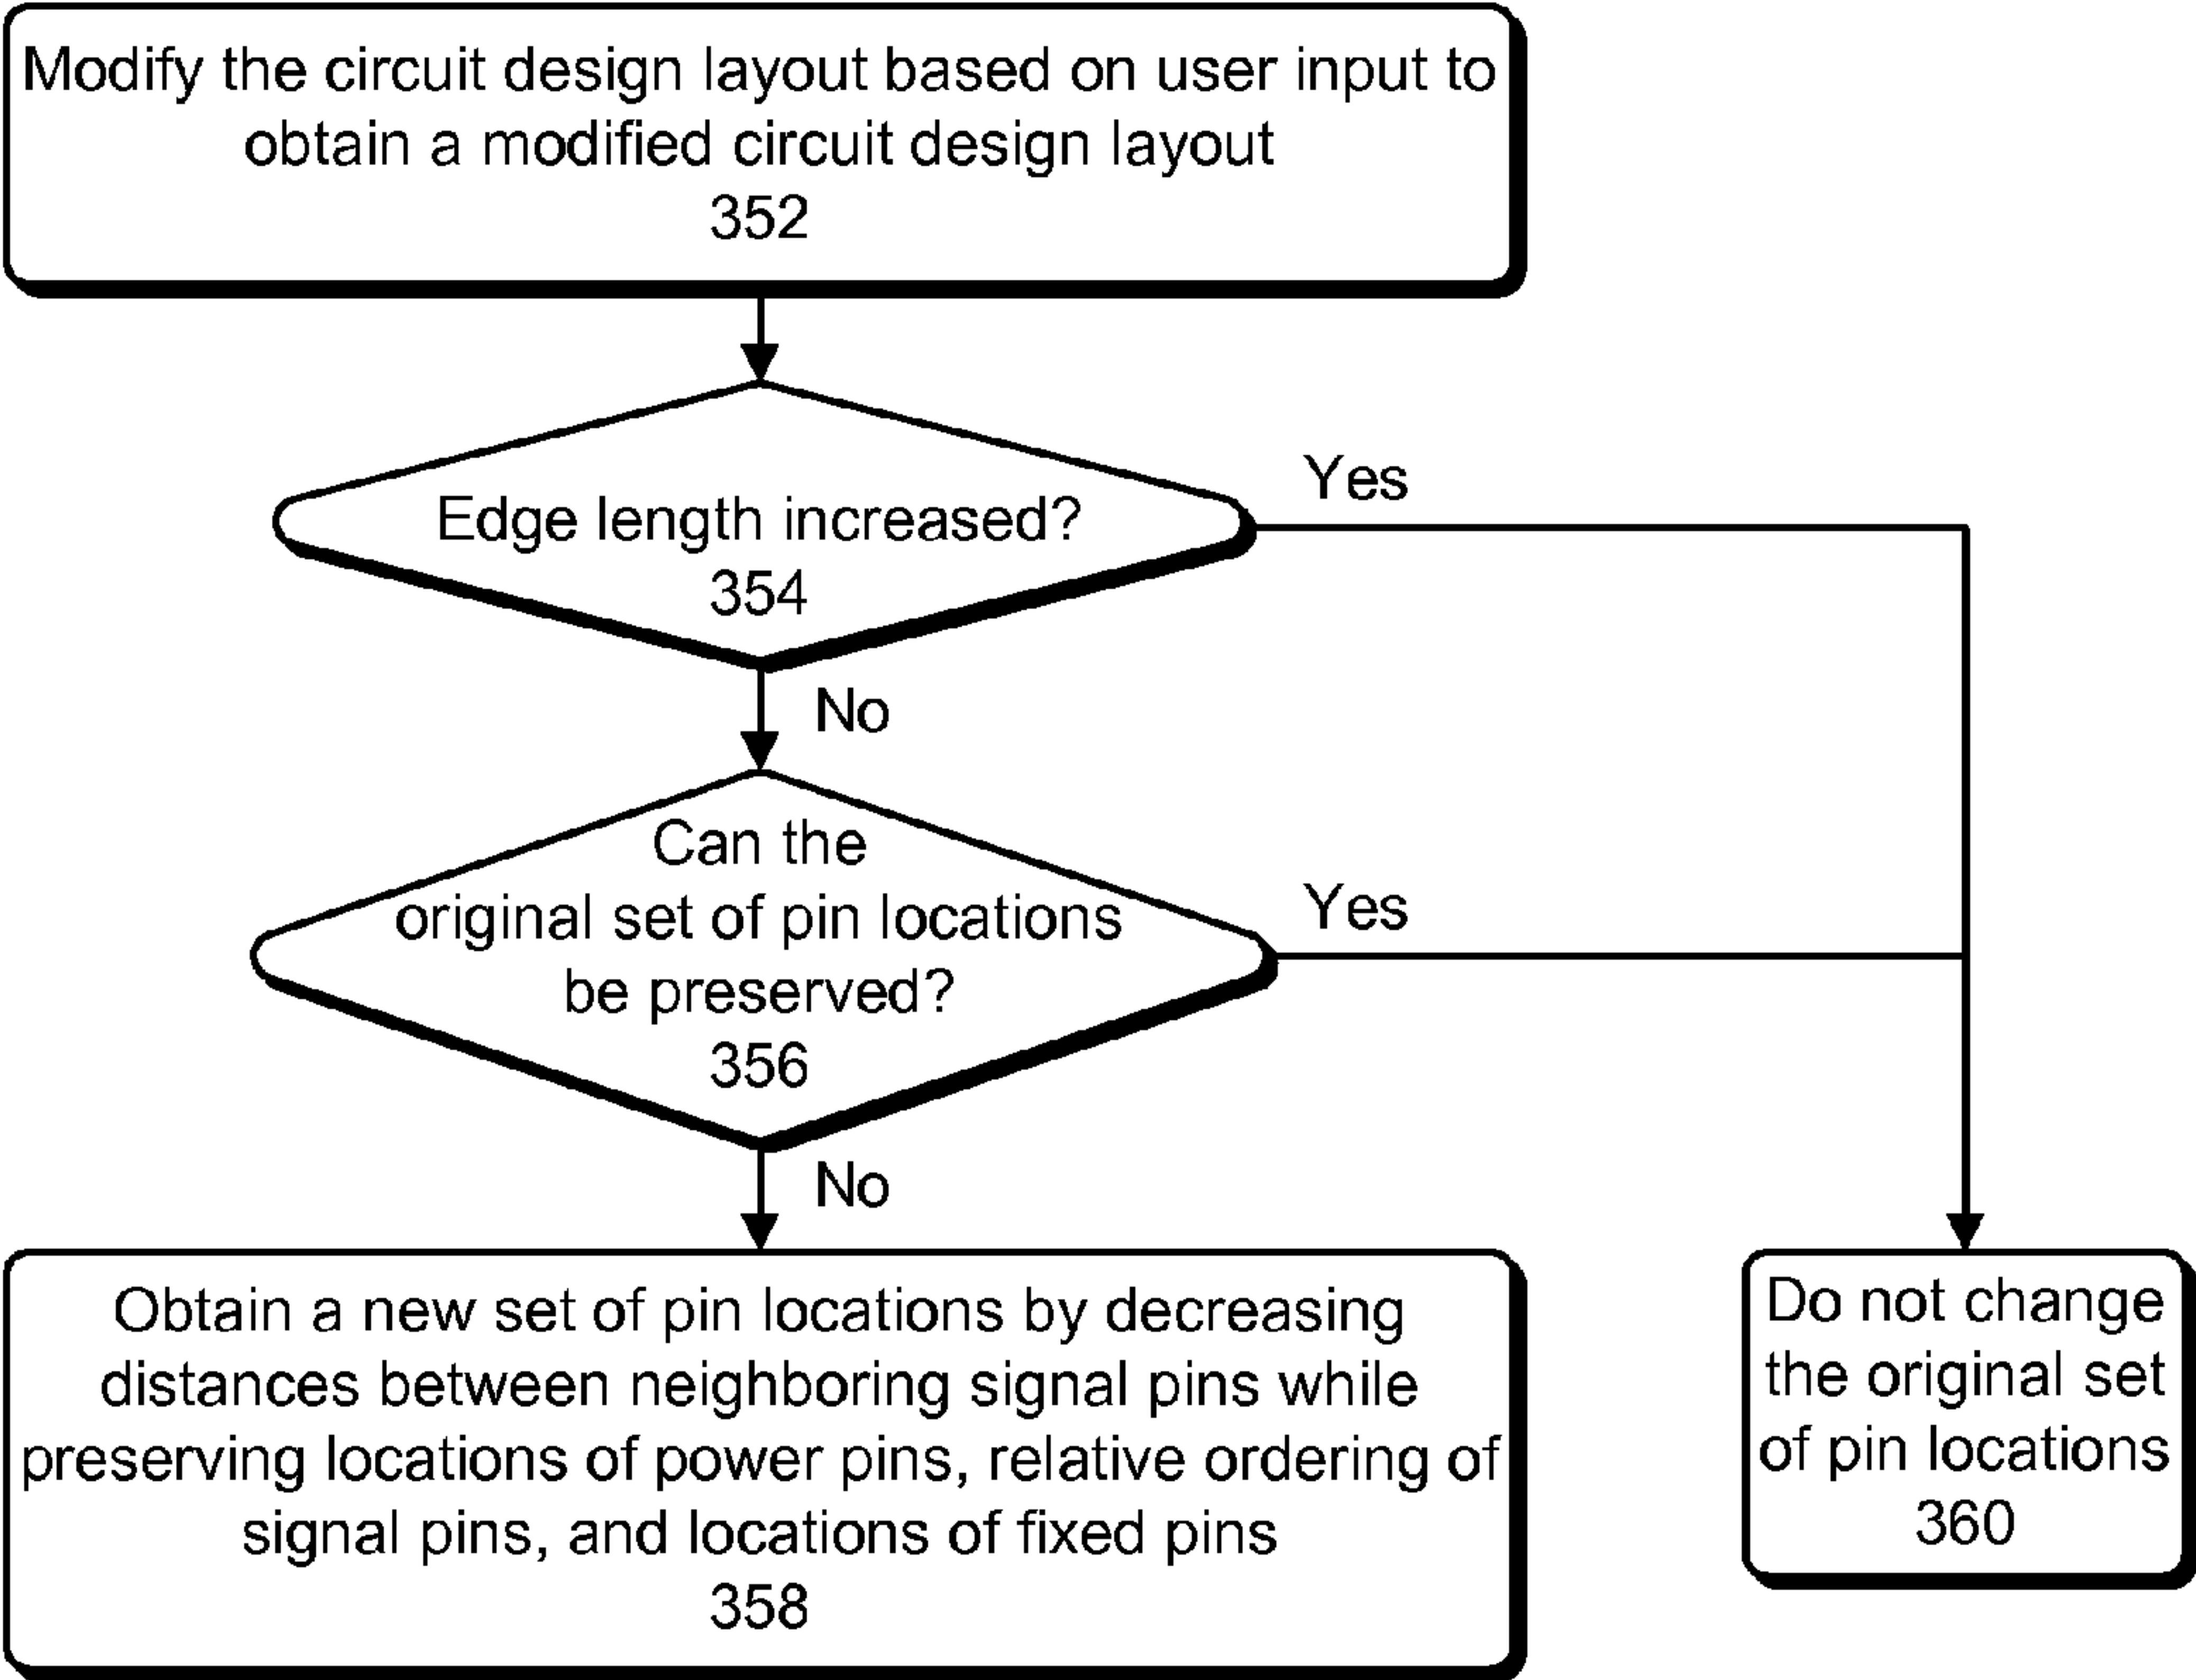 Modify the circuit design layout based on user input to
obtain a modified circuit design layout
352
Edge length increased?
354
Yes
No
Can the
original set of pin locations
be preserved?
356
Yes
No
Obtain a new set of pin locations by decreasing
distances between neighboring signal pins while
preserving locations of power pins, relative ordering of
signal pins, and locations of fixed pins
358
Do not change
the original set
of pin locations
360